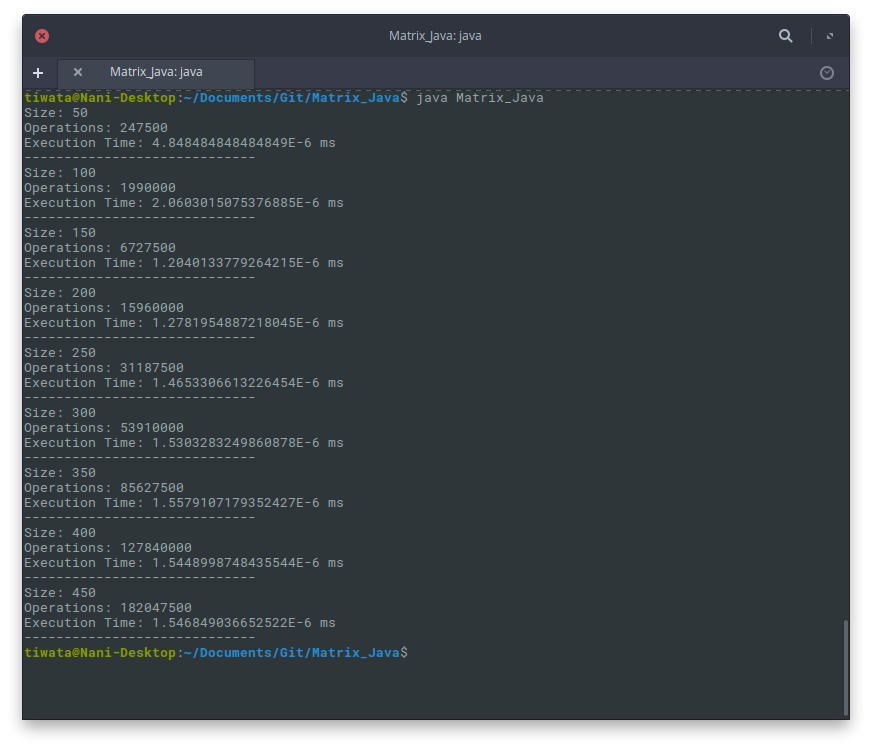 Matrix_Java: java
Matrix_Java: java
tiwata@Nani-Desktop:~/Documents/Git/Matrix_Java$ java Matrix_Java
Size: 50
Operations: 247500
Execution Time: 4.848484848484849E-6 ms
-----------------------------
Size: 100
Operations: 1990000
Execution Time: 2.0603015075376885E-6 ms
-----------------------------
Size: 150
Operations: 6727500
Execution Time: 1.2040133779264215E-6 ms
-----------------------------
Size: 200
Operations: 15960000
Execution Time: 1.2781954887218045E-6 ms
-----------------------------
Size: 250
Operations: 31187500
Execution Time: 1.4653306613226454E-6 ms
-----------------------------
Size: 300
Operations: 53910000
Execution Time: 1.5303283249860878E-6 ms
-----------------------------
Size: 350
Operations: 85627500
Execution Time: 1.5579107179352427E-6 ms
-----------------------------
Size: 400
Operations: 127840000
Execution Time: 1.5448998748435544E-6 ms
-----------------------------
Size: 450
Operations: 182047500
Execution Time: 1.546849036652522E-6 ms
-----------------------------
tiwata@Nani-Desktop:~/Documents/Git/Matrix_Java$